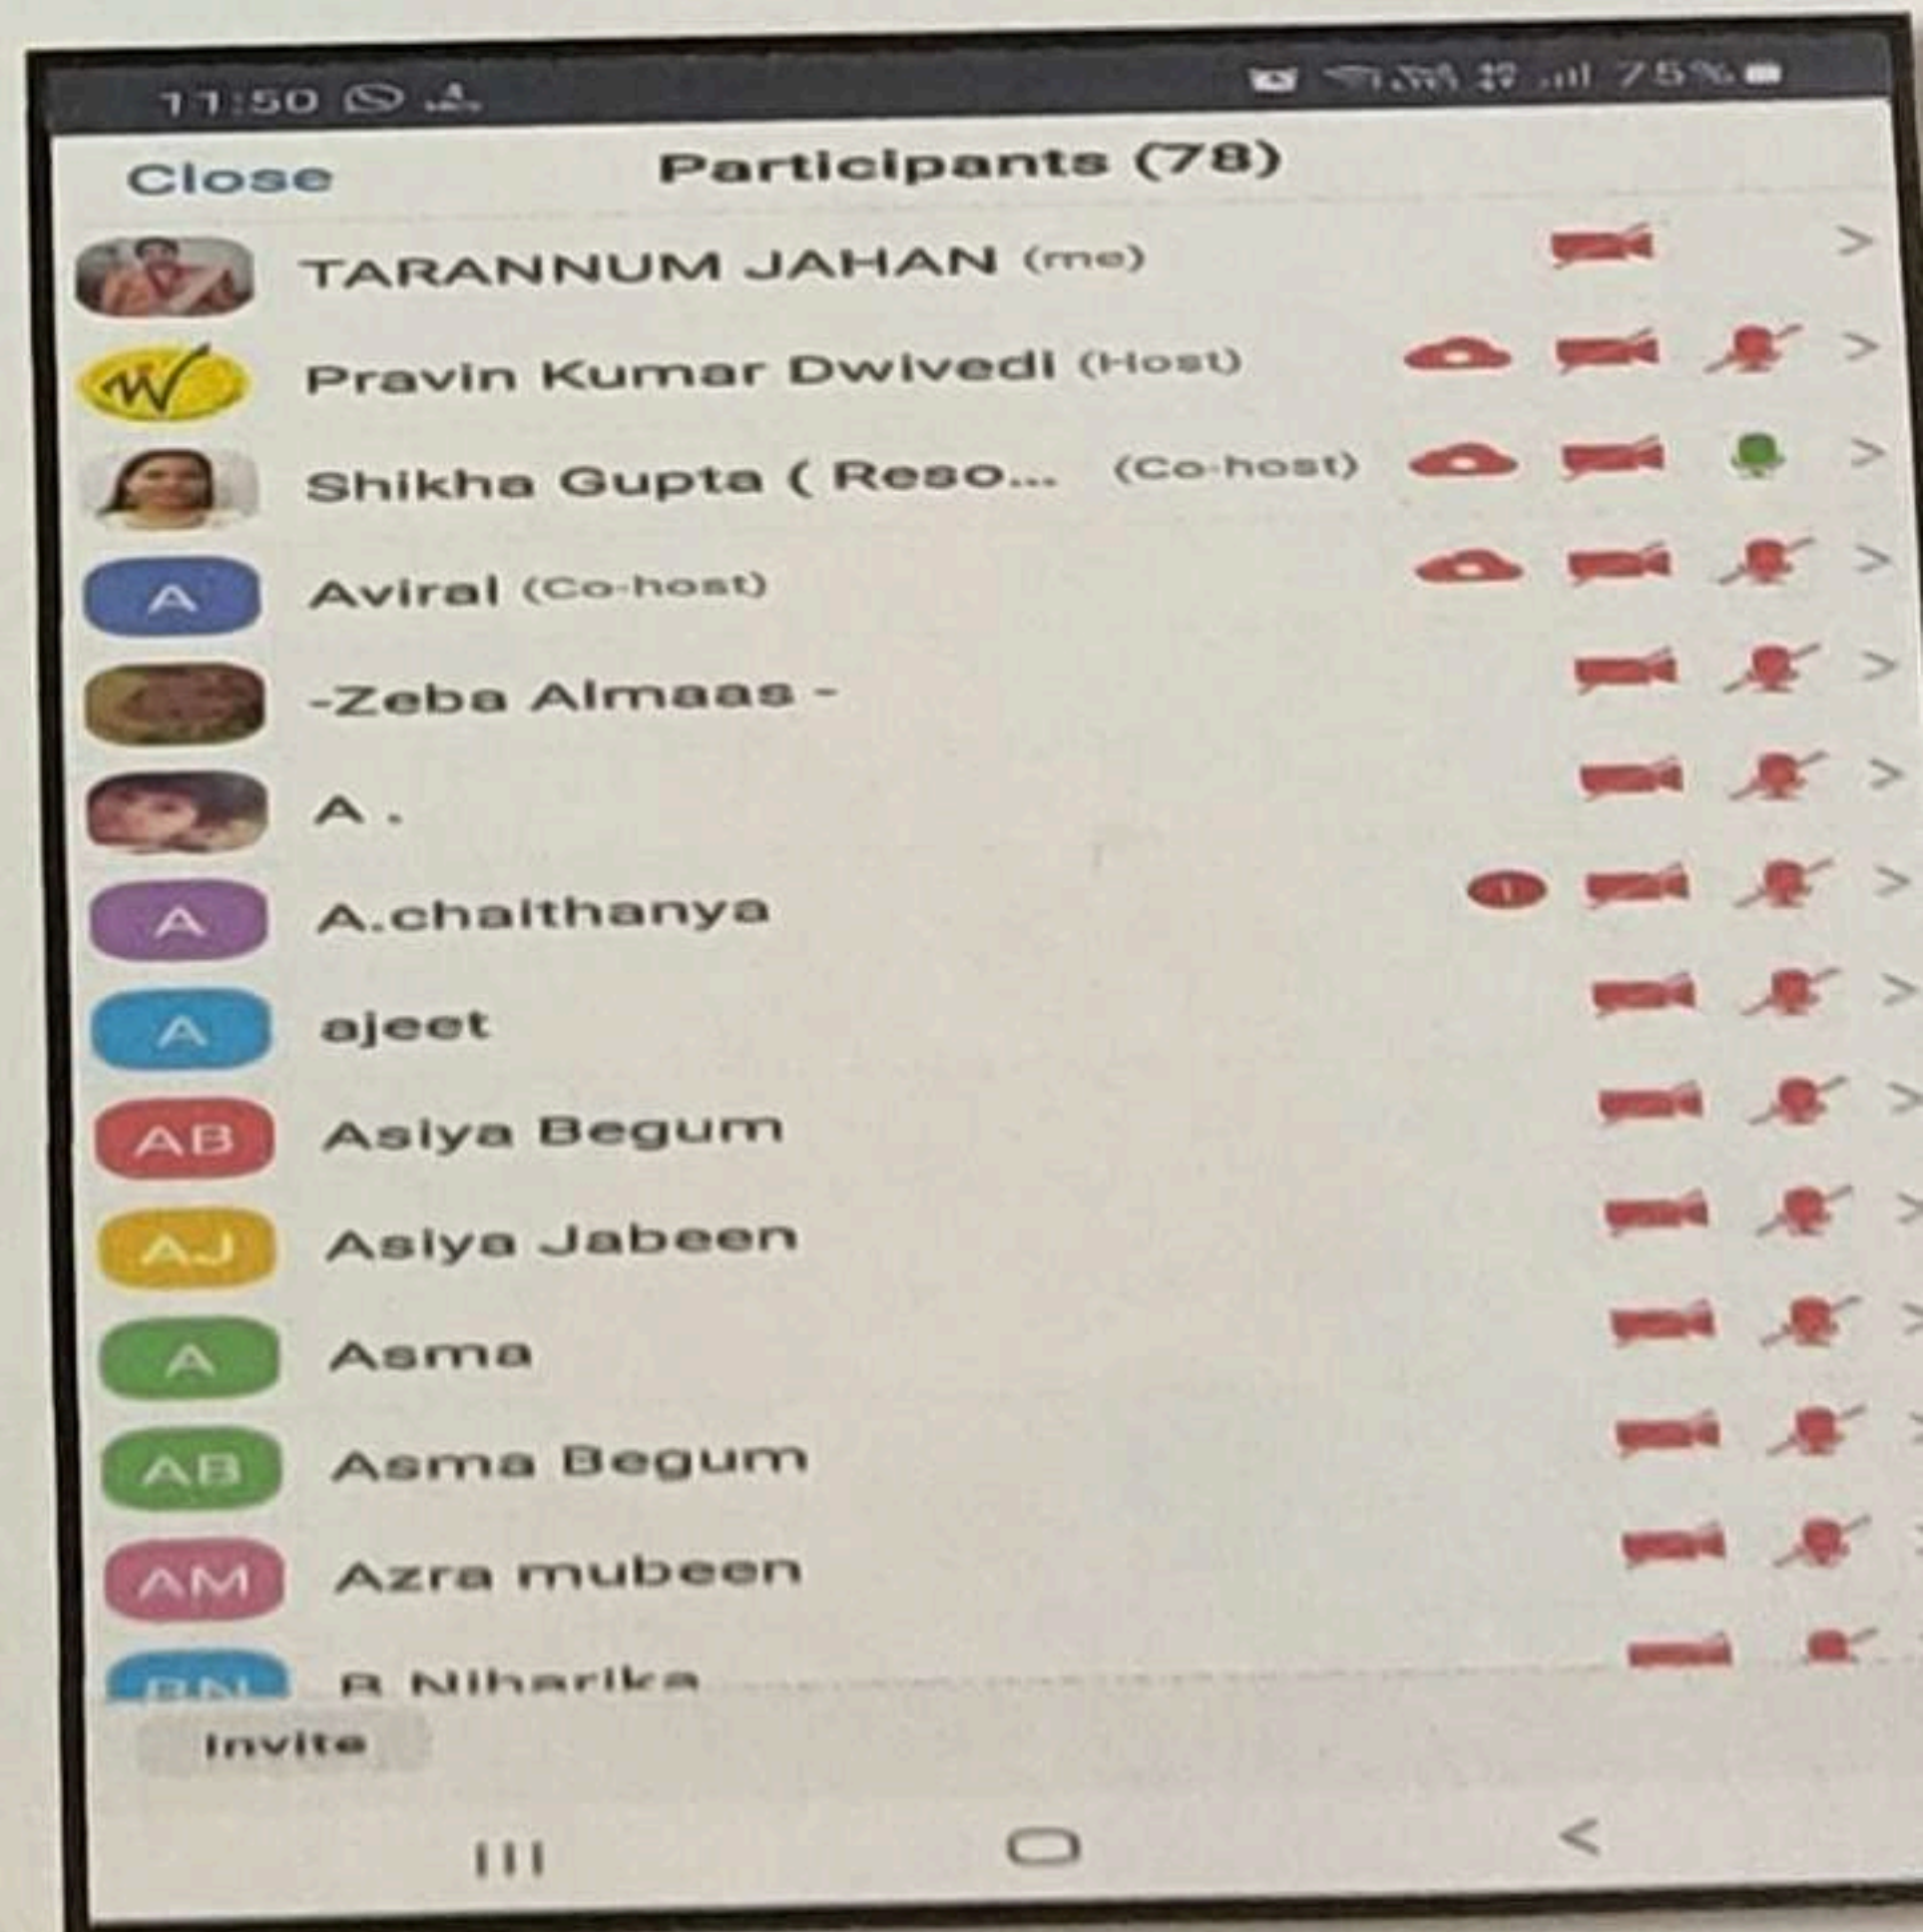 11:50 75%
Close Participants (78)
TARANNUM JAHAN (me)
W Pravin Kumar Dwivedi (Host)
Shikha Gupta ( Reso... (Co-host)
A Aviral (Co-host)
-Zeba Almaas -
A .
A A.chaithanya
A ajeet
AB Asiya Begum
AJ Asiya Jabeen
A Asma
AB Asma Begum
AM Azra mubeen
BN B Niharika
Invite